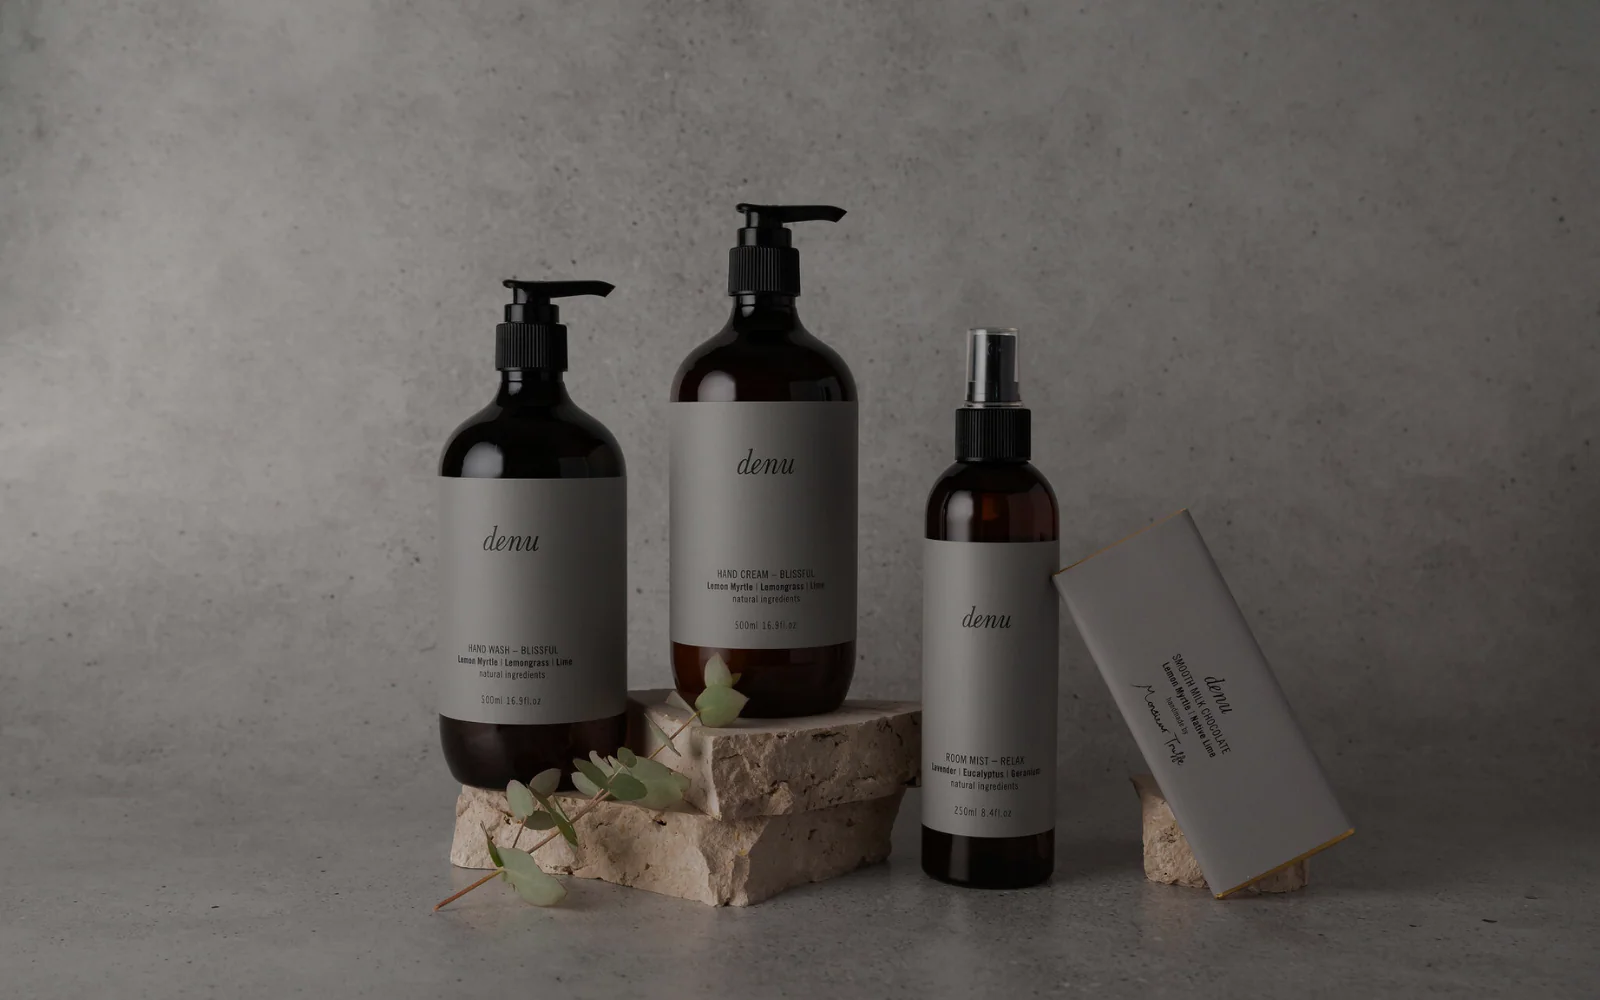 denu
HAND WASH – BLISSFUL
Lemon Myrtle | Lemongrass | Lime
natural ingredients
500ml 16.9fl.oz
denu
HAND CREAM – BLISSFUL
Lemon Myrtle | Lemongrass | Lime
natural ingredients
500ml 16.9fl.oz
denu
ROOM MIST – RELAX
Lavender | Eucalyptus | Geranium
natural ingredients
250ml 8.4fl.oz
denu
SMOOTH MILK CHOCOLATE
Lemon Myrtle | Native Lime
handmade by
Monsieur Truffe